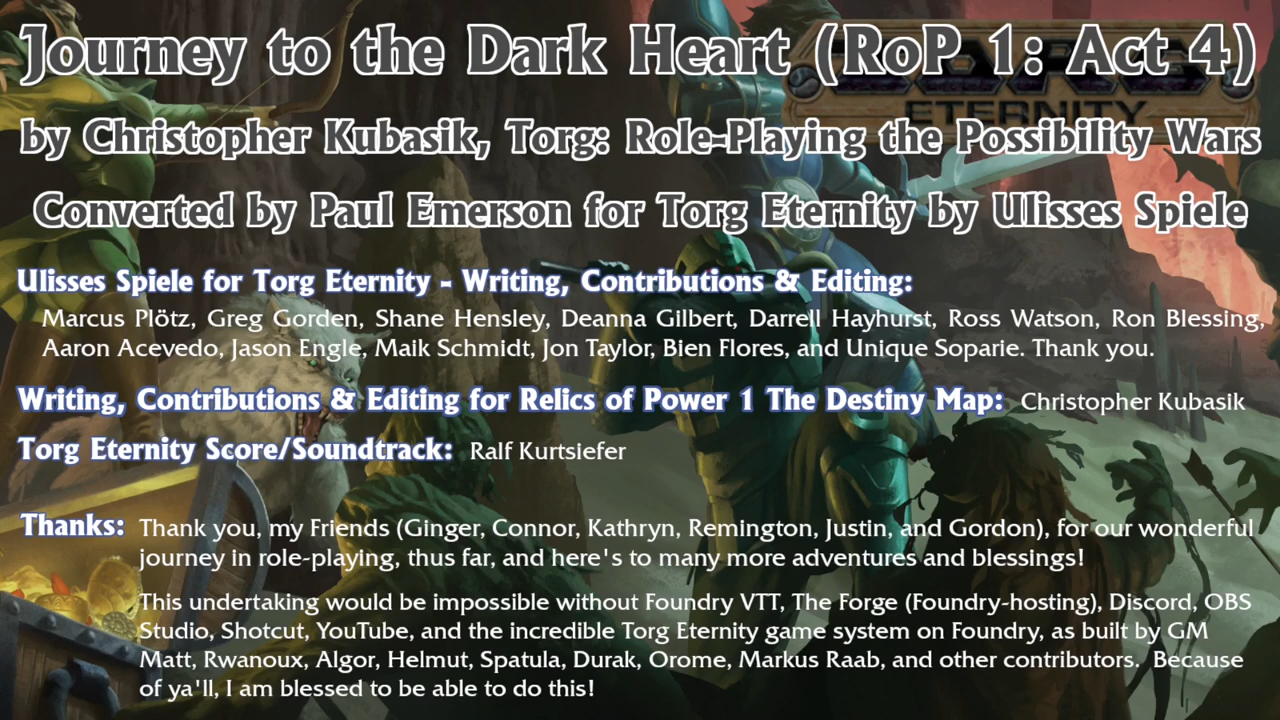 Journey to the Dark Heart (RoP 1: Act 4)
ETERNITY
by Christopher Kubasik, Torg: Role-Playing the Possibility Wars
Converted by Paul Emerson for Torg Eternity by Ulisses Spiele
Ulisses Spiele for Torg Eternity - Writing, Contributions & Editing:
Marcus Plötz, Greg Gorden, Shane Hensley, Deanna Gilbert, Darrell Hayhurst, Ross Watson, Ron Blessing,
Aaron Acevedo, Jason Engle, Maik Schmidt, Jon Taylor, Bien Flores, and Unique Soparie. Thank you.
Writing, Contributions & Editing for Relics of Power 1 The Destiny Map: Christopher Kubasik
Torg Eternity Score/Soundtrack: Ralf Kurtsiefer
Thanks: Thank you, my Friends (Ginger, Connor, Kathryn, Remington, Justin, and Gordon), for our wonderful
journey in role-playing, thus far, and here's to many more adventures and blessings!
This undertaking would be impossible without Foundry VTT, The Forge (Foundry-hosting), Discord, OBS
Studio, Shotcut, YouTube, and the incredible Torg Eternity game system on Foundry, as built by GM
Matt, Rwanoux, Algor, Helmut, Spatula, Durak, Orome, Markus Raab, and other contributors. Because
of ya'll, I am blessed to be able to do this!